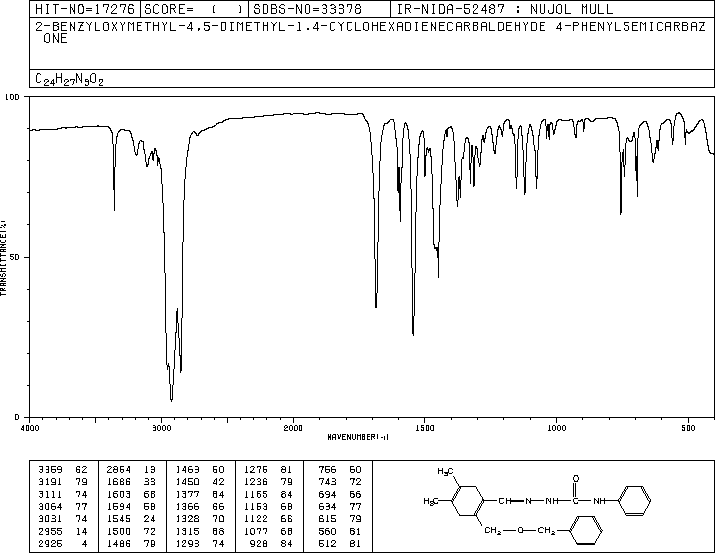 HIT-NO=17276 SCORE= ( ) SDBS-NO=33378 IR-NIDA-52487 : NUJOL MULL
2-BENZYLOXYMETHYL-4,5-DIMETHYL-1,4-CYCLOHEXADIENECARBALDEHYDE 4-PHENYLSEMICARBAZ
ONE
C24H27N3O2
100
TRANSMITTANCE(%)
50
0
4000 3000 2000 1500 1000 500
WAVENUMBER(-1)
3359 62 2854 13 1463 50 1276 81 756 60
3191 79 1686 33 1450 42 1236 79 743 72
3111 74 1603 68 1377 64 1165 84 694 66
3064 77 1594 58 1366 66 1153 68 634 77
3031 74 1545 24 1328 70 1122 66 615 79
2955 14 1500 72 1315 68 1077 68 560 81
2925 4 1486 79 1293 74 928 84 512 81
H3C
H3C
CH=N-NH-C-NH
O
CH2-O-CH2